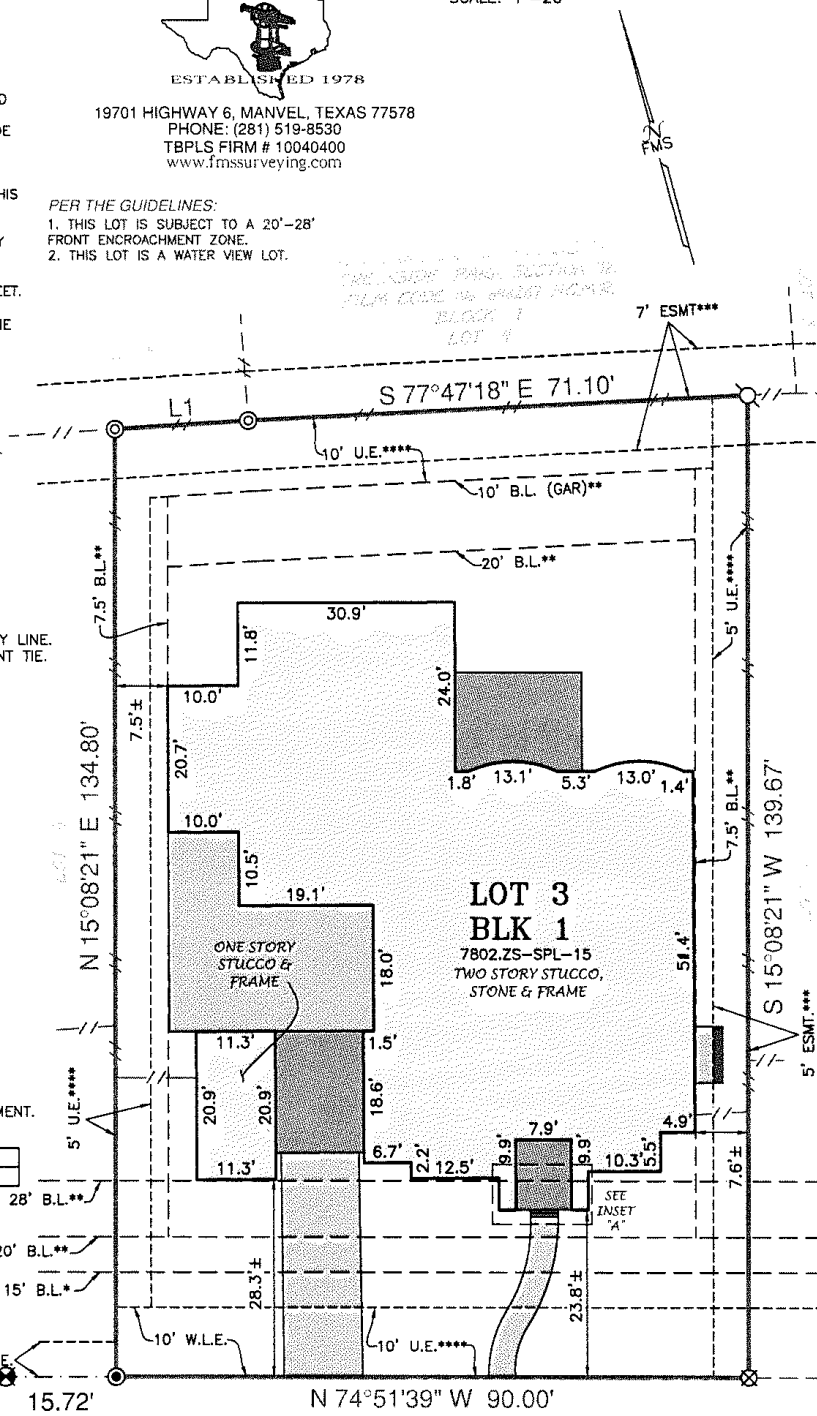 ESTABLISHED 1978
19701 HIGHWAY 6, MANVEL, TEXAS 77578
PHONE: (281) 519-8530
TBPLS FIRM # 10040400
www.fmssurveying.com
N
FMS
HIS
PER THE GUIDELINES:
1. THIS LOT IS SUBJECT TO A 20'-28'
FRONT ENCROACHMENT ZONE.
2. THIS LOT IS A WATER VIEW LOT.
EET.
BLOCK 1
7' ESMT***
L1
S 77°47'18" E 71.10'
10' U.E.****
10' B.L. (GAR)**
20' B.L.**
7.5' B.L.**
5' U.E.****
Y LINE.
NT TIE.
30.9'
11.8'
10.0'
7.5'±
24.0'
20.7'
1.8'
13.1'
5.3'
13.0'
1.4'
N 15°08'21" E 134.80'
S 15°08'21" W 139.67'
7.5' B.L.**
10.0'
10.5'
19.1'
LOT 3
BLK 1
7802.ZS-SPL-15
TWO STORY STUCCO,
STONE & FRAME
ONE STORY
STUCCO &
FRAME
18.0'
11.3'
1.5'
20.9'
20.9'
18.6'
5' ESMT.***
MENT.
5' U.E.****
11.3'
6.7'
2.2'
12.5'
9.9'
7.9'
9.9'
10.3'
5.5'
4.9'
7.6'±
SEE
INSET
"A"
28' B.L.**
20' B.L.**
15' B.L.*
28.3'±
23.8'±
10' W.L.E.
10' U.E.****
E.
15.72'
N 74°51'39" W 90.00'